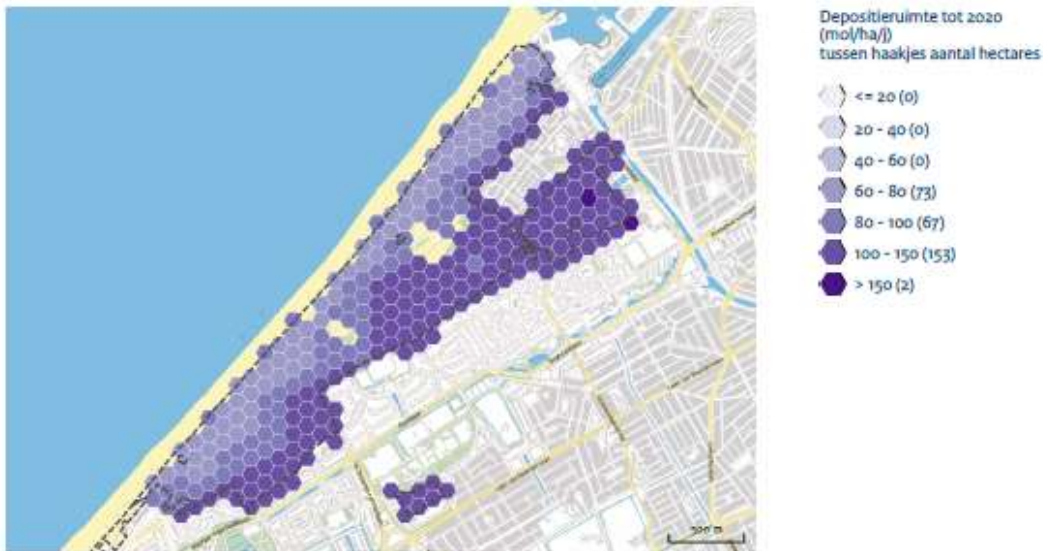 Depositieruimte tot 2020
(mol/ha/j)
tussen haakjes aantal hectares
<= 20 (0)
20 - 40 (0)
40 - 60 (0)
60 - 80 (73)
80 - 100 (67)
100 - 150 (153)
> 150 (2)
500 m